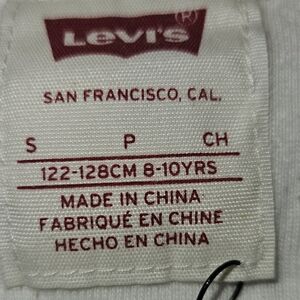 Levi's®
SAN FRANCISCO, CAL.
S P CH
122-128CM 8-10YRS
MADE IN CHINA
FABRIQUÉ EN CHINE
HECHO EN CHINA